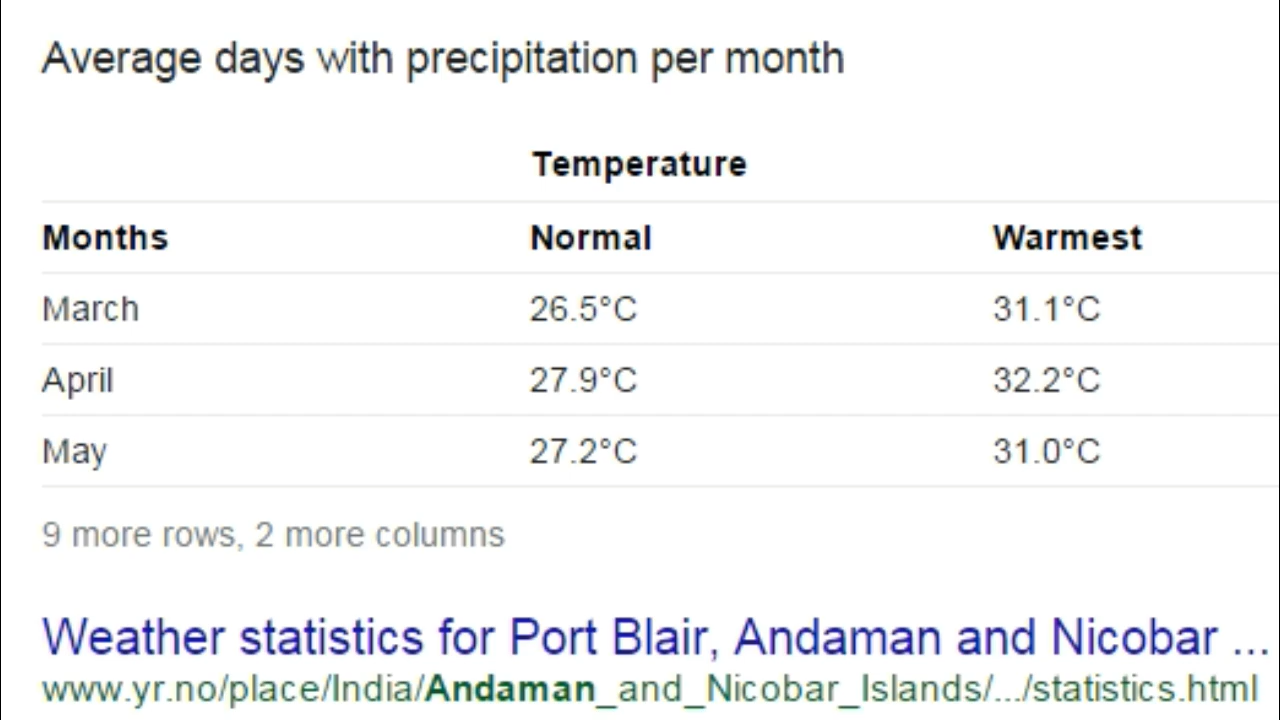 Average days with precipitation per month
Temperature
Months Normal Warmest
March 26.5°C 31.1°C
April 27.9°C 32.2°C
May 27.2°C 31.0°C
9 more rows, 2 more columns
Weather statistics for Port Blair, Andaman and Nicobar ...
www.yr.no/place/India/Andaman_and_Nicobar_Islands/.../statistics.html